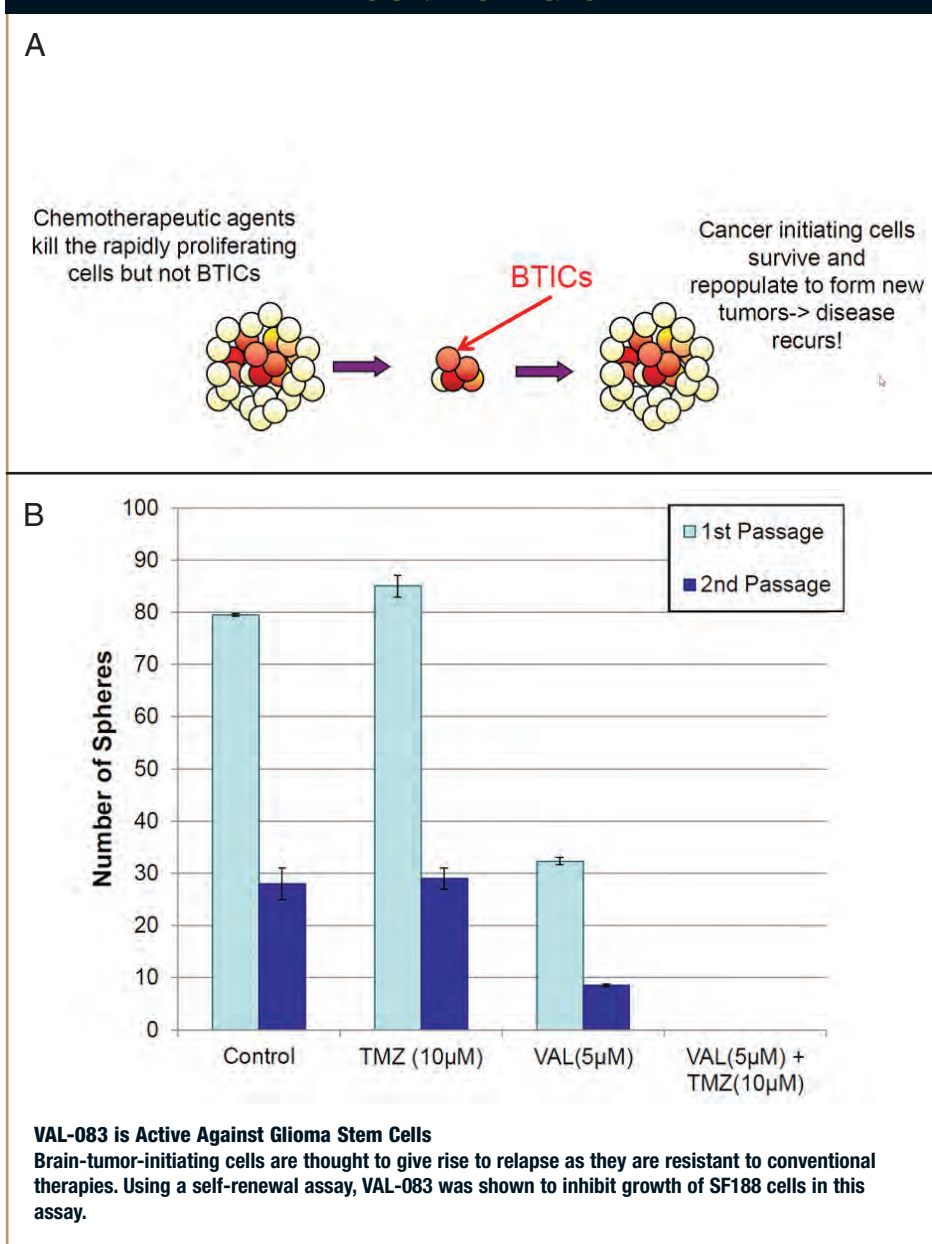 A
Chemotherapeutic agents
kill the rapidly proliferating
cells but not BTICs
BTICs
Cancer initiating cells
survive and
repopulate to form new
tumors-> disease
recurs!
B
100
90
80
70
60
50
40
30
20
10
0
Number of Spheres
1st Passage
2nd Passage
Control
TMZ (10μM)
VAL(5μM)
VAL(5μM) +
TMZ(10μM)
VAL-083 is Active Against Glioma Stem Cells
Brain-tumor-initiating cells are thought to give rise to relapse as they are resistant to conventional
therapies. Using a self-renewal assay, VAL-083 was shown to inhibit growth of SF188 cells in this
assay.